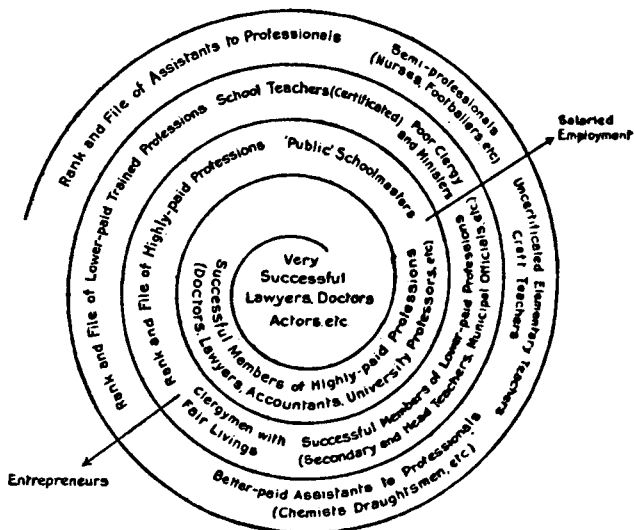 Very
Successful
Lawyers, Doctors
Actors, etc
Successful Members of Highly-paid Professions
(Doctors, Lawyers, Accountants, University Professors, etc)
Rank and File of Highly-paid Professions
'Public' Schoolmasters
Clergymen with
Fair Livings
Successful Members of Lower-paid Professions
(Secondary and Head Teachers, Municipal Officials, etc.)
Rank and File of Lower-paid Trained Professions
School Teachers (Certificated)
Poor Clergy
and Ministers
Better-paid Assistants to Professionals
(Chemists Draughtsmen, etc)
Uncertificated Elementary Teachers
Craft Teachers
Rank and File of Assistants to Professionals
Semi-professionals
(Nurses, Footballers, etc)
Salaried
Employment
Entrepreneurs